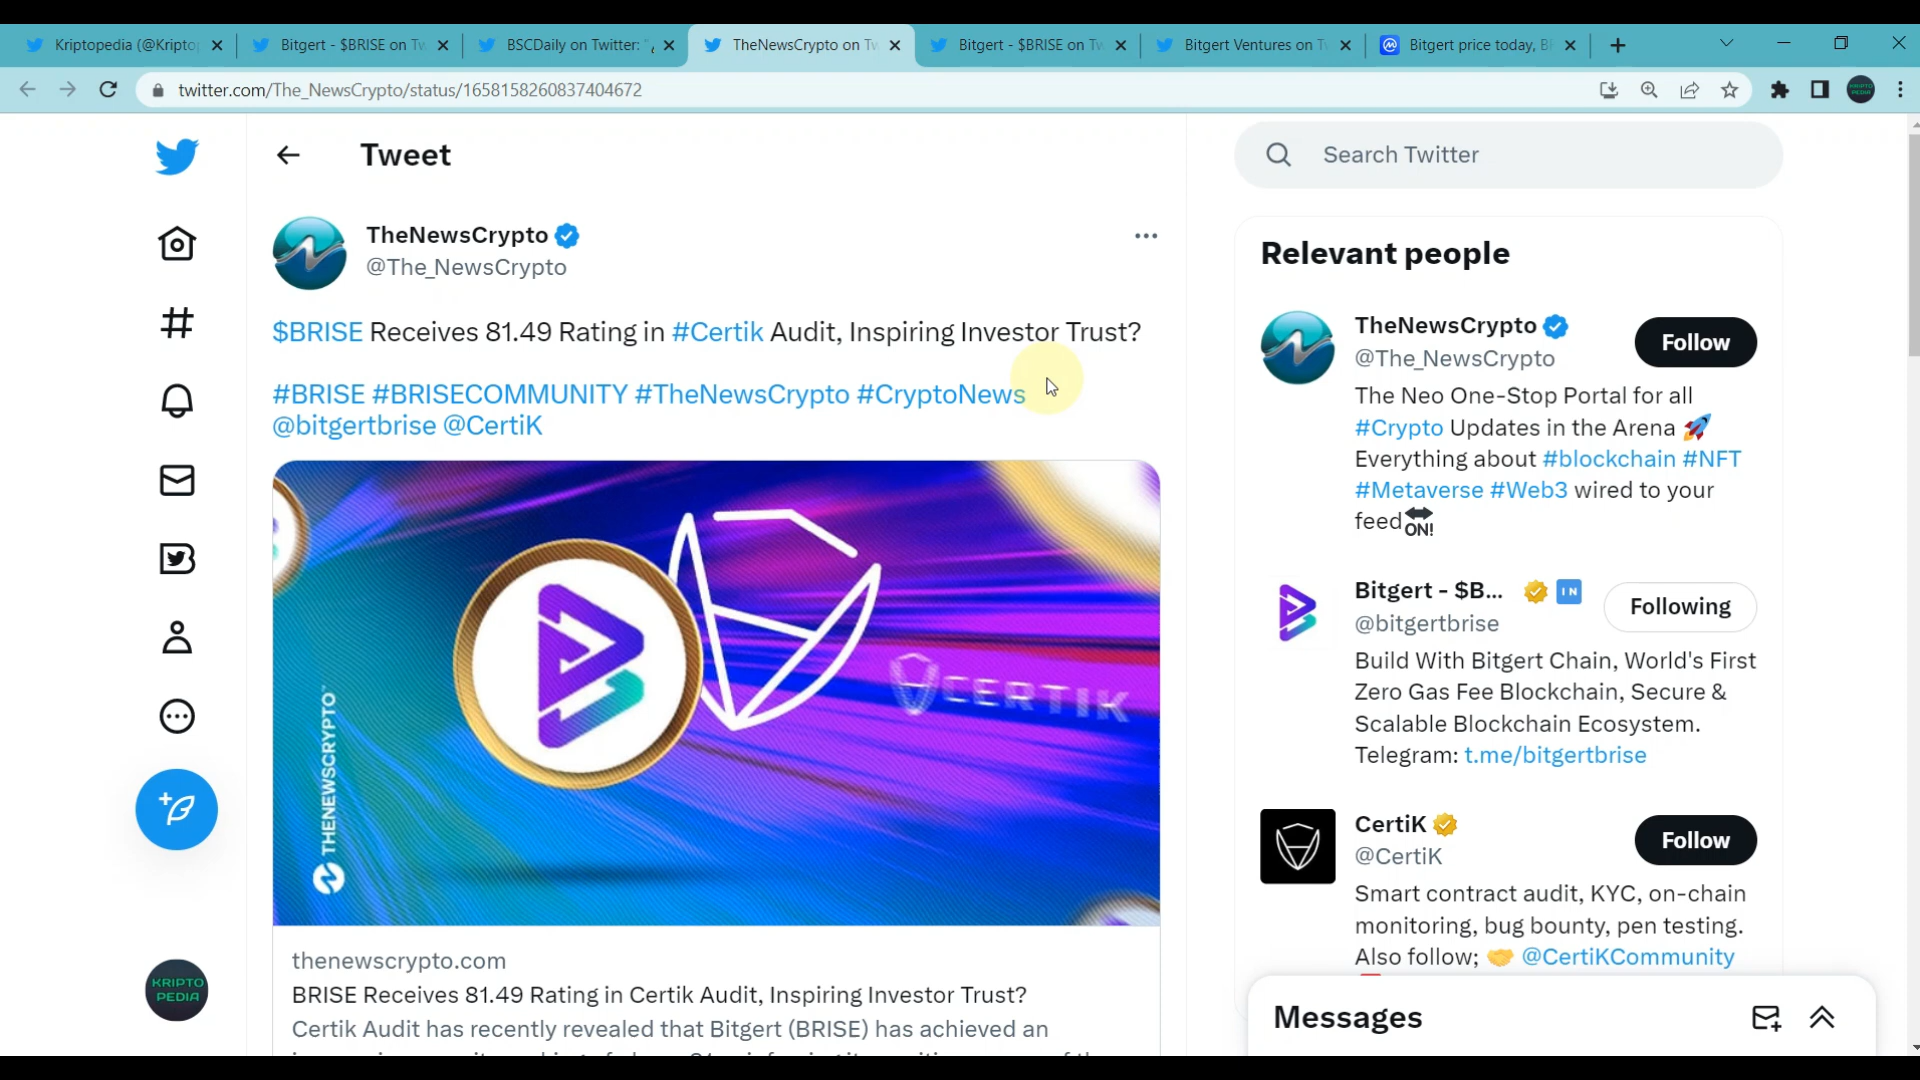 Kriptopedia (@Kripto
Bitgert - $BRISE on Tw
BSCDaily on Twitter: "
TheNewsCrypto on Tw
Bitgert - $BRISE on Tw
Bitgert Ventures on T
Bitgert price today, B
twitter.com/The_NewsCrypto/status/1658158260837404672
Tweet
Search Twitter
TheNewsCrypto
@The_NewsCrypto
$BRISE Receives 81.49 Rating in #Certik Audit, Inspiring Investor Trust?
#BRISE #BRISECOMMUNITY #TheNewsCrypto #CryptoNews
@bitgertbrise @CertiK
THENEWSCRYPTO™
CERTIK
thenewscrypto.com
BRISE Receives 81.49 Rating in Certik Audit, Inspiring Investor Trust?
Certik Audit has recently revealed that Bitgert (BRISE) has achieved an
KRIPTO
PEDIA
Relevant people
TheNewsCrypto
@The_NewsCrypto
Follow
The Neo One-Stop Portal for all
#Crypto Updates in the Arena 🚀
Everything about #blockchain #NFT
#Metaverse #Web3 wired to your
feed🔛
Bitgert - $B...
@bitgertbrise
Following
Build With Bitgert Chain, World's First
Zero Gas Fee Blockchain, Secure &
Scalable Blockchain Ecosystem.
Telegram: t.me/bitgertbrise
CertiK
@CertiK
Follow
Smart contract audit, KYC, on-chain
monitoring, bug bounty, pen testing.
Also follow; 🤝 @CertiKCommunity
Messages